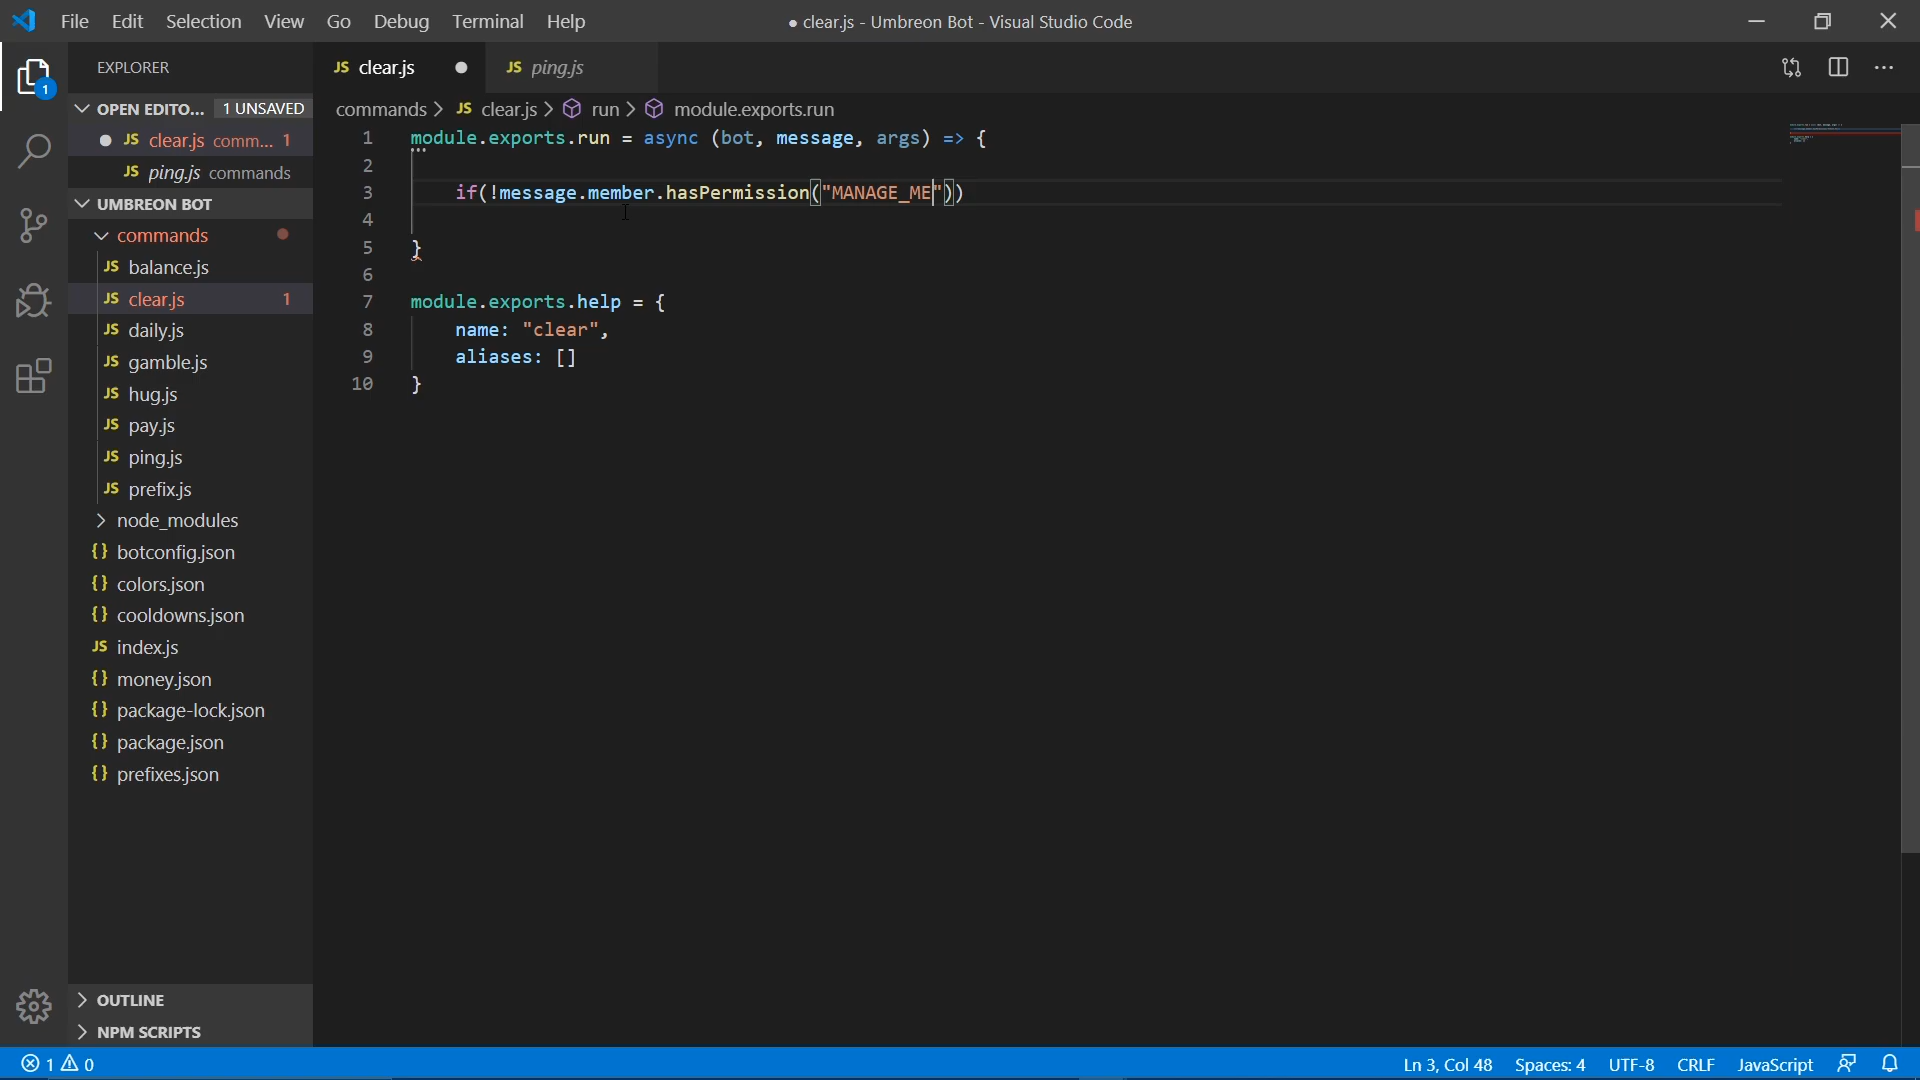 File Edit Selection View Go Debug Terminal Help
● clear.js - Umbreon Bot - Visual Studio Code
EXPLORER
JS clear.js
JS ping.js
OPEN EDITO... 1 UNSAVED
JS clear.js comm... 1
JS ping.js commands
UMBREON BOT
commands
JS balance.js
JS clear.js 1
JS daily.js
JS gamble.js
JS hug.js
JS pay.js
JS ping.js
JS prefix.js
node_modules
{} botconfig.json
{} colors.json
{} cooldowns.json
JS index.js
{} money.json
{} package-lock.json
{} package.json
{} prefixes.json
OUTLINE
NPM SCRIPTS
1
commands > JS clear.js > run > module.exports.run
1 module.exports.run = async (bot, message, args) => {
2
3 if(!message.member.hasPermission("MANAGE_ME"))
4
5 }
6
7 module.exports.help = {
8 name: "clear",
9 aliases: []
10 }
1 0
Ln 3, Col 48 Spaces: 4 UTF-8 CRLF JavaScript